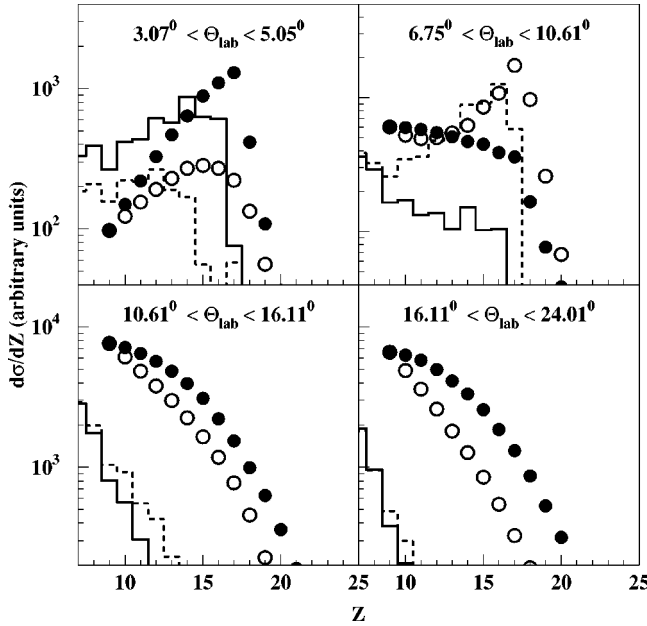 3.07⁰ < Θlab < 5.05⁰
6.75⁰ < Θlab < 10.61⁰
10³
10²
dσ/dZ (arbitrary units)
10.61⁰ < Θlab < 16.11⁰
16.11⁰ < Θlab < 24.01⁰
10⁴
10³
10 15 20 25 10 15 20 25
Z